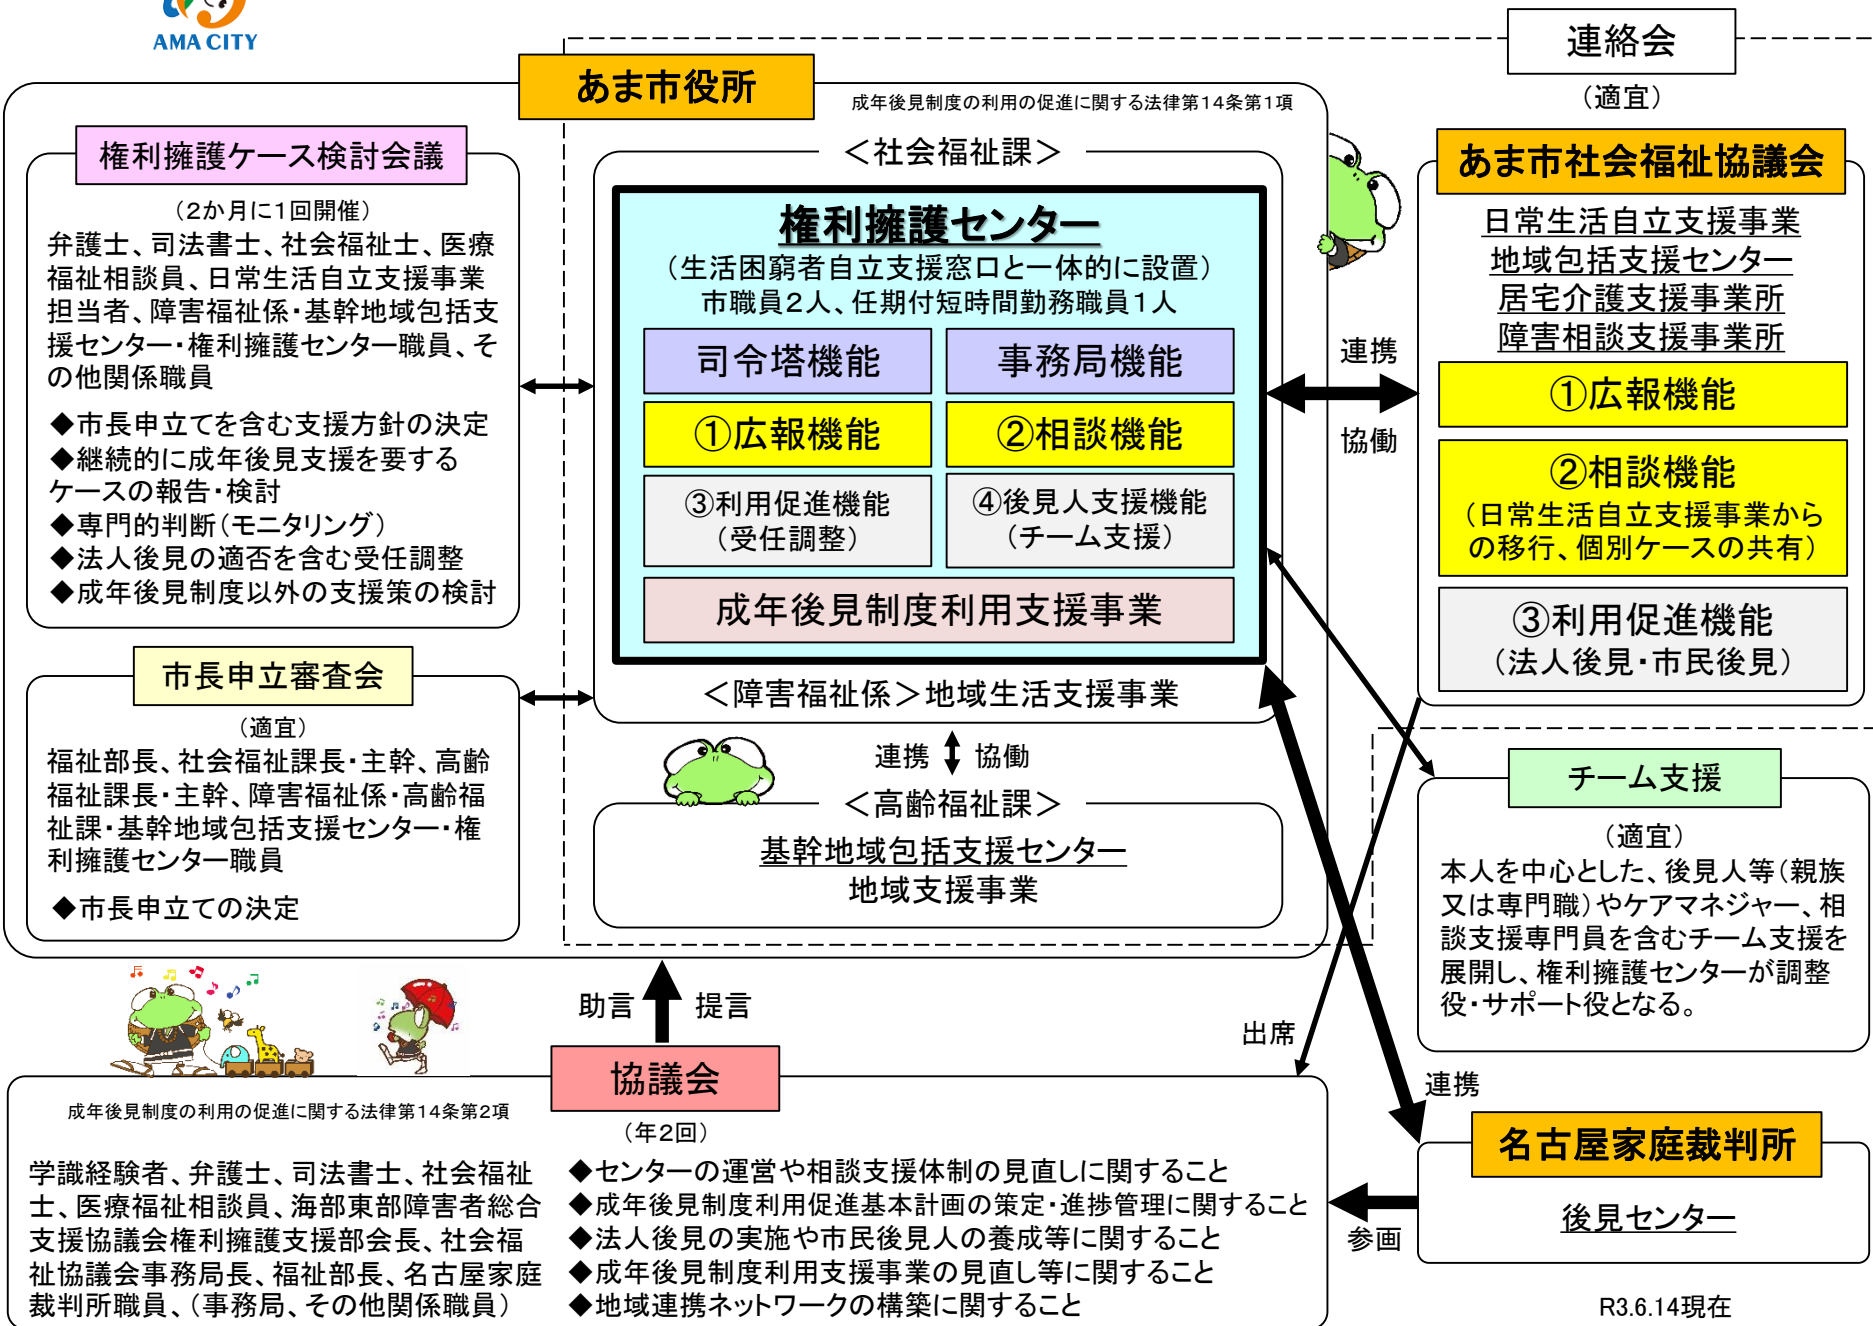 AMA CITY
連絡会
(適宜)
あま市役所
成年後見制度の利用の促進に関する法律第14条第1項
権利擁護ケース検討会議
(2か月に1回開催)
弁護士、司法書士、社会福祉士、医療
福祉相談員、日常生活自立支援事業
担当者、障害福祉係・基幹地域包括支
援センター・権利擁護センター職員、そ
の他関係職員
◆市長申立てを含む支援方針の決定
◆継続的に成年後見支援を要する
ケースの報告・検討
◆専門的判断(モニタリング)
◆法人後見の適否を含む受任調整
◆成年後見制度以外の支援策の検討
市長申立審査会
(適宜)
福祉部長、社会福祉課長・主幹、高齢
福祉課長・主幹、障害福祉係・高齢福
祉課・基幹地域包括支援センター・権
利擁護センター職員
◆市長申立ての決定
<社会福祉課>
権利擁護センター
(生活困窮者自立支援窓口と一体的に設置)
市職員2人、任期付短時間勤務職員1人
司令塔機能
事務局機能
①広報機能
②相談機能
③利用促進機能
(受任調整)
④後見人支援機能
(チーム支援)
成年後見制度利用支援事業
<障害福祉係>地域生活支援事業
連携
協働
<高齢福祉課>
基幹地域包括支援センター
地域支援事業
連携
協働
あま市社会福祉協議会
日常生活自立支援事業
地域包括支援センター
居宅介護支援事業所
障害相談支援事業所
①広報機能
②相談機能
(日常生活自立支援事業から
の移行、個別ケースの共有)
③利用促進機能
(法人後見・市民後見)
チーム支援
(適宜)
本人を中心とした、後見人等(親族
又は専門職)やケアマネジャー、相
談支援専門員を含むチーム支援を
展開し、権利擁護センターが調整
役・サポート役となる。
助言
提言
出席
連携
協議会
(年2回)
成年後見制度の利用の促進に関する法律第14条第2項
学識経験者、弁護士、司法書士、社会福祉
士、医療福祉相談員、海部東部障害者総合
支援協議会権利擁護支援部会長、社会福
祉協議会事務局長、福祉部長、名古屋家庭
裁判所職員、(事務局、その他関係職員)
◆センターの運営や相談支援体制の見直しに関すること
◆成年後見制度利用促進基本計画の策定・進捗管理に関すること
◆法人後見の実施や市民後見人の養成等に関すること
◆成年後見制度利用支援事業の見直し等に関すること
◆地域連携ネットワークの構築に関すること
参画
名古屋家庭裁判所
後見センター
R3.6.14現在